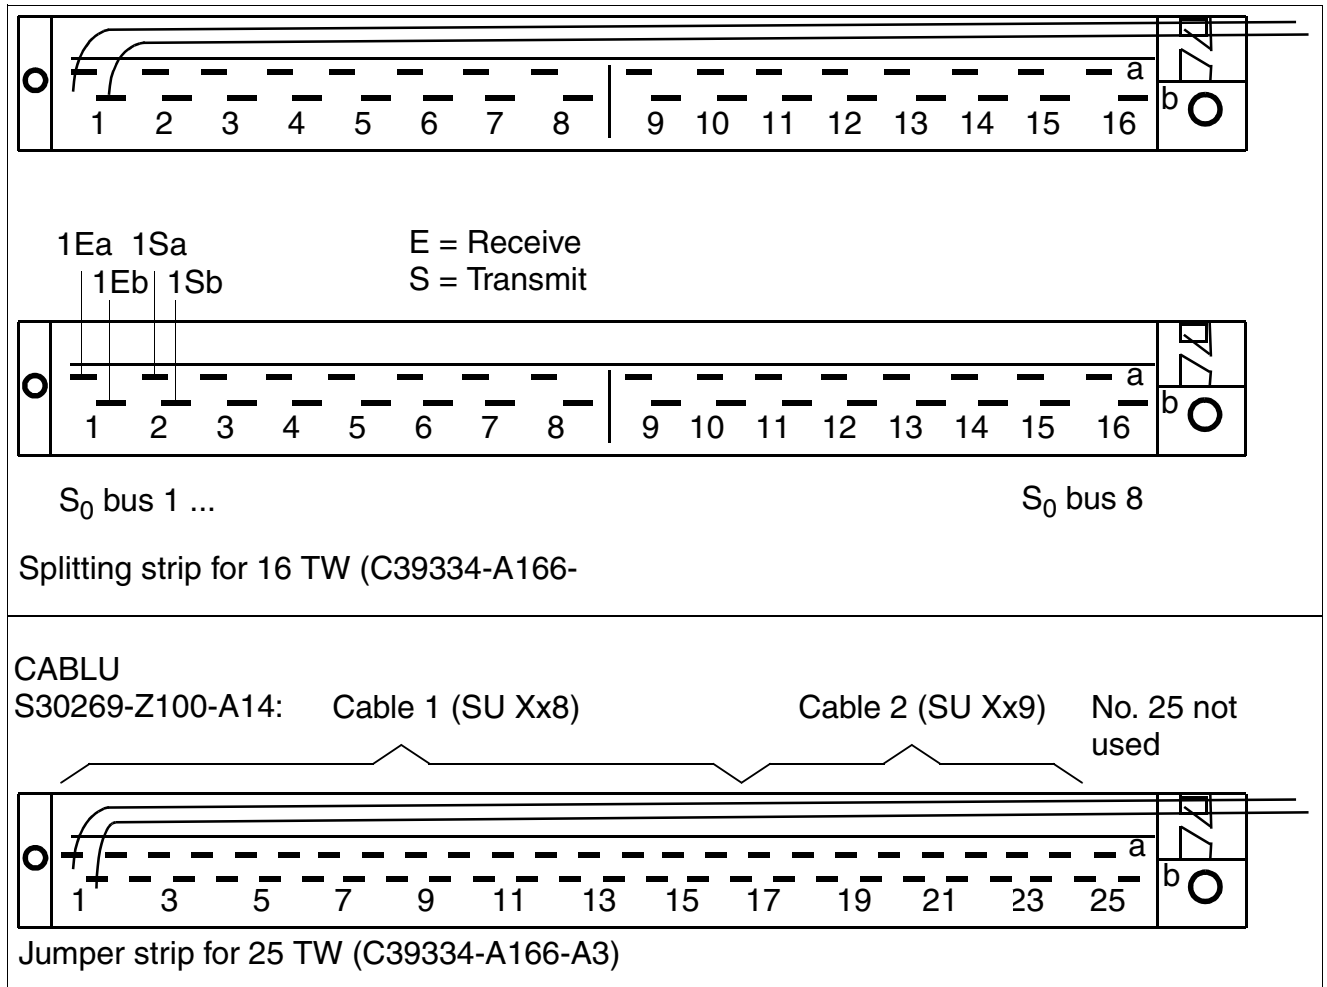 a
b
1 2 3 4 5 6 7 8 9 10 11 12 13 14 15 16
1Ea 1Sa
1Eb 1Sb
E = Receive
S = Transmit
a
b
1 2 3 4 5 6 7 8 9 10 11 12 13 14 15 16
S0 bus 1 ...
S0 bus 8
Splitting strip for 16 TW (C39334-A166-
CABLU
S30269-Z100-A14:
Cable 1 (SU Xx8)
Cable 2 (SU Xx9)
No. 25 not
used
a
b
1 3 5 7 9 11 13 15 17 19 21 23 25
Jumper strip for 25 TW (C39334-A166-A3)